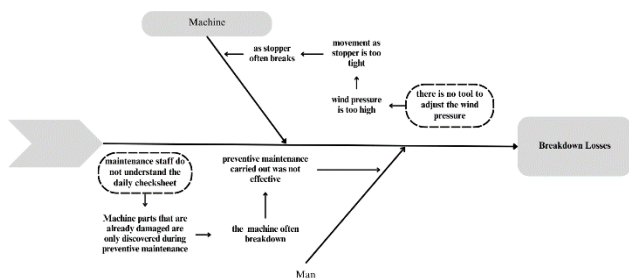 Machine
as stopper
often breaks
movement as
stopper is too
tight
wind pressure
is too high
there is no tool to
adjust the wind
pressure
Breakdown Losses
maintenance staff do
not understand the
daily checksheet
preventive maintenance
carried out was not
effective
Machine parts that are
already damaged are
only discovered during
preventive maintenance
the machine often
breakdown
Man